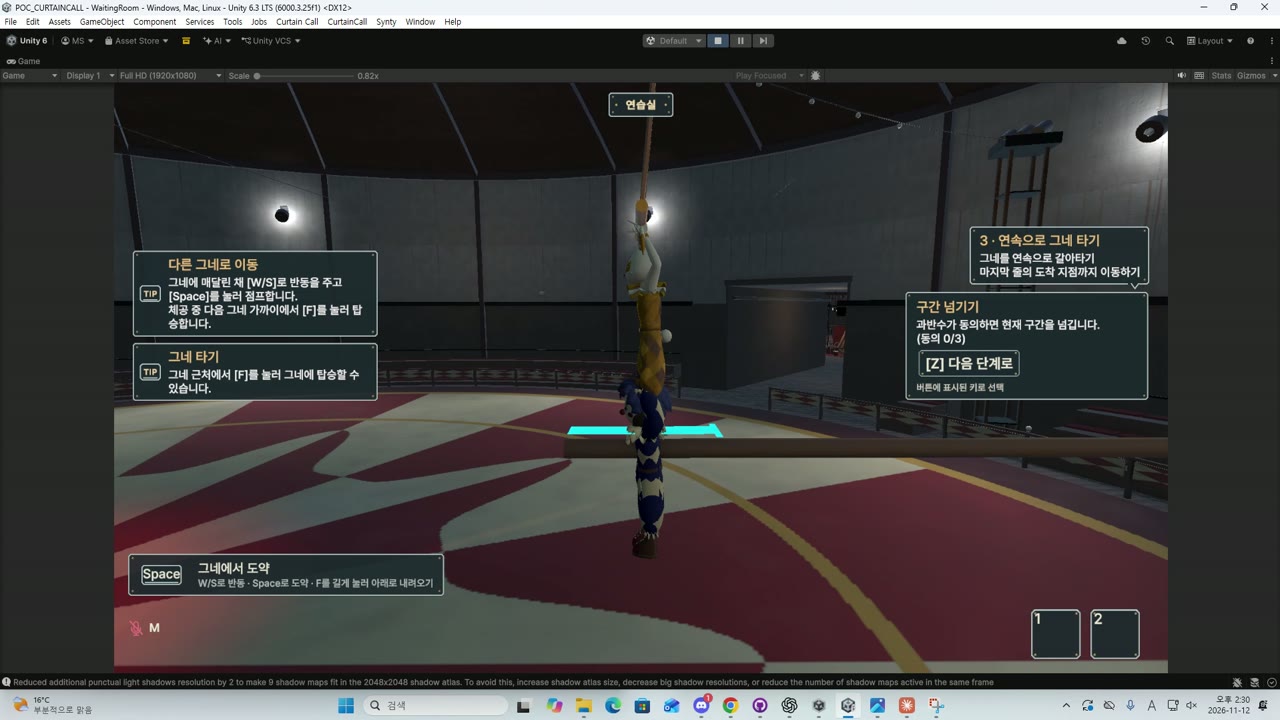 POC_CURTAINCALL - WaitingRoom - Windows, Mac, Linux - Unity 6.3 LTS (6000.3.25f1) <DX12>
File Edit Assets GameObject Component Services Tools Jobs Curtain Call CurtainCall Synty Window Help
Unity 6 MS Asset Store AI Unity VCS Default Layout
Game
Game Display 1 Full HD (1920x1080) Scale 0.82x Play Focused Stats Gizmos
연습실
다른 그네로 이동
TIP
그네에 매달린 채 [W/S]로 반동을 주고
[Space]를 눌러 점프합니다.
체공 중 다음 그네 가까이에서 [F]를 눌러 탑
승합니다.
그네 타기
TIP
그네 근처에서 [F]를 눌러 그네에 탑승할 수
있습니다.
3 · 연속으로 그네 타기
그네를 연속으로 갈아타기
마지막 줄의 도착 지점까지 이동하기
구간 넘기기
과반수가 동의하면 현재 구간을 넘깁니다.
(동의 0/3)
[Z] 다음 단계로
버튼에 표시된 키로 선택
Space
그네에서 도약
W/S로 반동 · Space로 도약 · F를 길게 눌러 아래로 내려오기
M
1 2
Reduced additional punctual light shadows resolution by 2 to make 9 shadow maps fit in the 2048x2048 shadow atlas. To avoid this, increase shadow atlas size, decrease big shadow resolutions, or reduce the number of shadow maps active in the same frame
16°C
부분적으로 맑음
검색
1
A
오후 2:30
2026-11-12